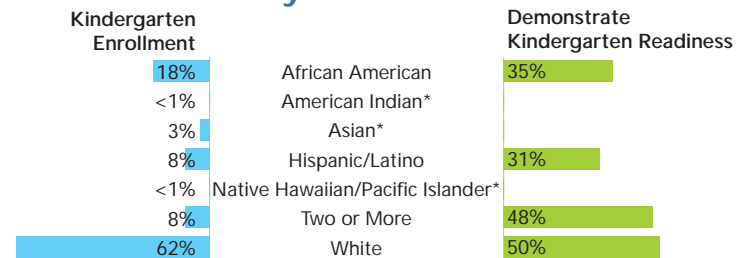 Kindergarten
Enrollment
Demonstrate
Kindergarten Readiness
18% African American 35%
<1% American Indian*
3% Asian*
8% Hispanic/Latino 31%
<1% Native Hawaiian/Pacific Islander*
8% Two or More 48%
62% White 50%